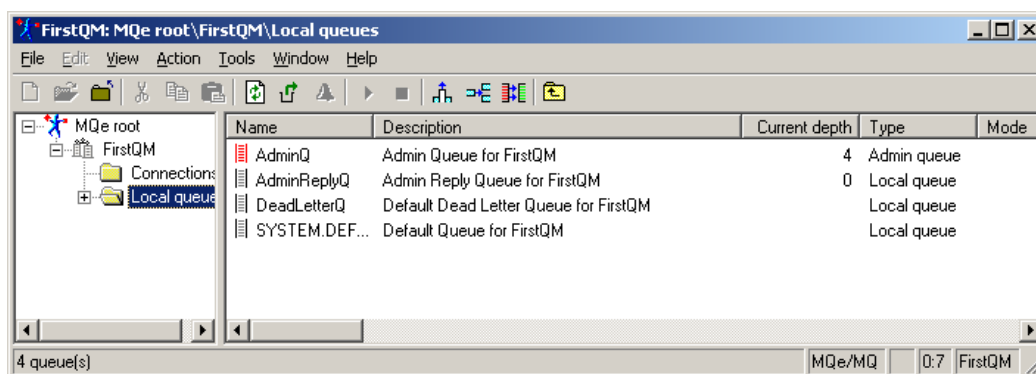 *FirstQM: MQe root\FirstQM\Local queues
File Edit View Action Tools Window Help
MQe root
FirstQM
Connections
Local queue
Name Description Current depth Type Mode
AdminQ Admin Queue for FirstQM 4 Admin queue
AdminReplyQ Admin Reply Queue for FirstQM 0 Local queue
DeadLetterQ Default Dead Letter Queue for FirstQM Local queue
SYSTEM.DEF... Default Queue for FirstQM Local queue
4 queue(s) MQe/MQ 0:7 FirstQM